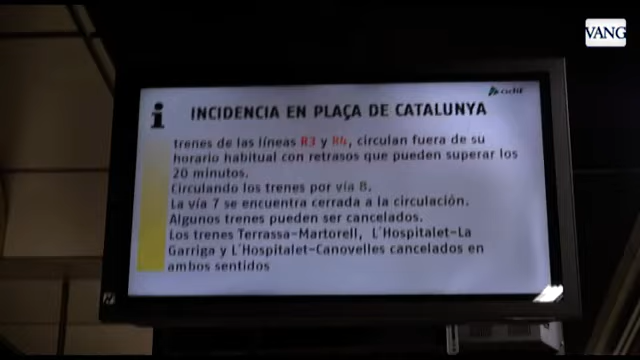 VANG
adif
i
INCIDENCIA EN PLAÇA DE CATALUNYA
trenes de las líneas R3 y R4, circulan fuera de su
horario habitual con retrasos que pueden superar los
20 minutos.
Circulando los trenes por vía 8.
La vía 7 se encuentra cerrada a la circulación.
Algunos trenes pueden ser cancelados.
Los trenes Terrassa-Martorell, L'Hospitalet-La
Garriga y L'Hospitalet-Canovelles cancelados en
ambos sentidos